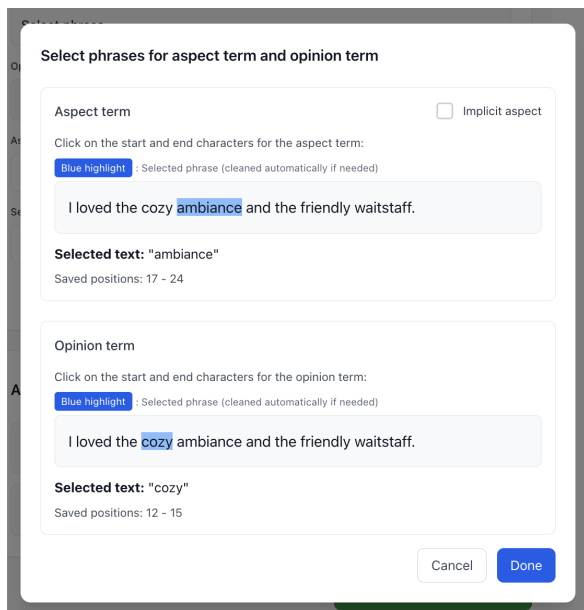 Select phrase
Select phrases for aspect term and opinion term
Aspect term
Implicit aspect
Click on the start and end characters for the aspect term:
Blue highlight : Selected phrase (cleaned automatically if needed)
I loved the cozy ambiance and the friendly waitstaff.
Selected text: "ambiance"
Saved positions: 17 - 24
Opinion term
Click on the start and end characters for the opinion term:
Blue highlight : Selected phrase (cleaned automatically if needed)
I loved the cozy ambiance and the friendly waitstaff.
Selected text: "cozy"
Saved positions: 12 - 15
Cancel
Done